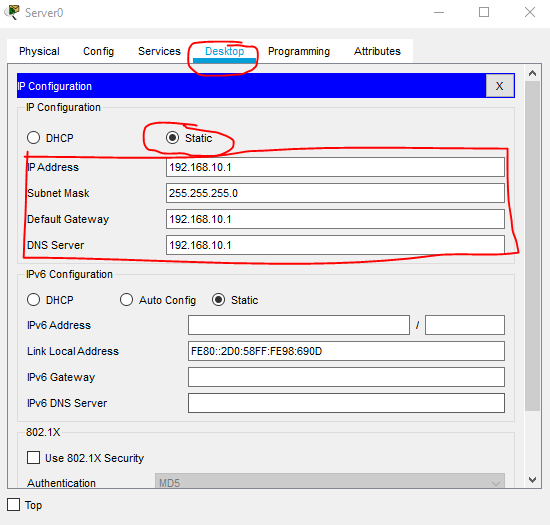 Server0
Physical Config Services Desktop Programming Attributes
IP Configuration X
IP Configuration
DHCP Static
IP Address 192.168.10.1
Subnet Mask 255.255.255.0
Default Gateway 192.168.10.1
DNS Server 192.168.10.1
IPv6 Configuration
DHCP Auto Config Static
IPv6 Address /
Link Local Address FE80::2D0:58FF:FE98:690D
IPv6 Gateway
IPv6 DNS Server
802.1X
Use 802.1X Security
Authentication MD5
Top